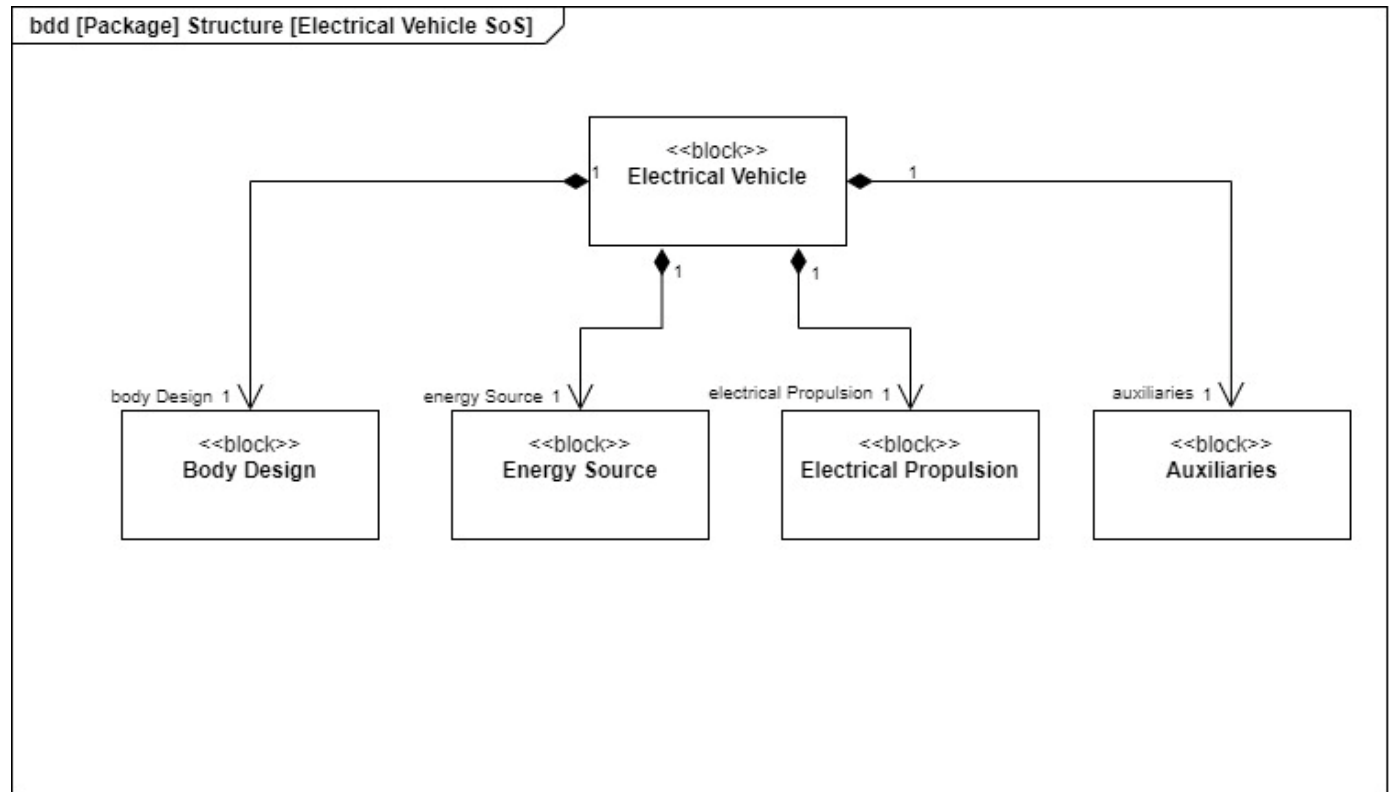 bdd [Package] Structure [Electrical Vehicle SoS]
<<block>>
Electrical Vehicle
1
1
1
1
body Design 1
energy Source 1
electrical Propulsion 1
auxiliaries 1
<<block>>
Body Design
<<block>>
Energy Source
<<block>>
Electrical Propulsion
<<block>>
Auxiliaries